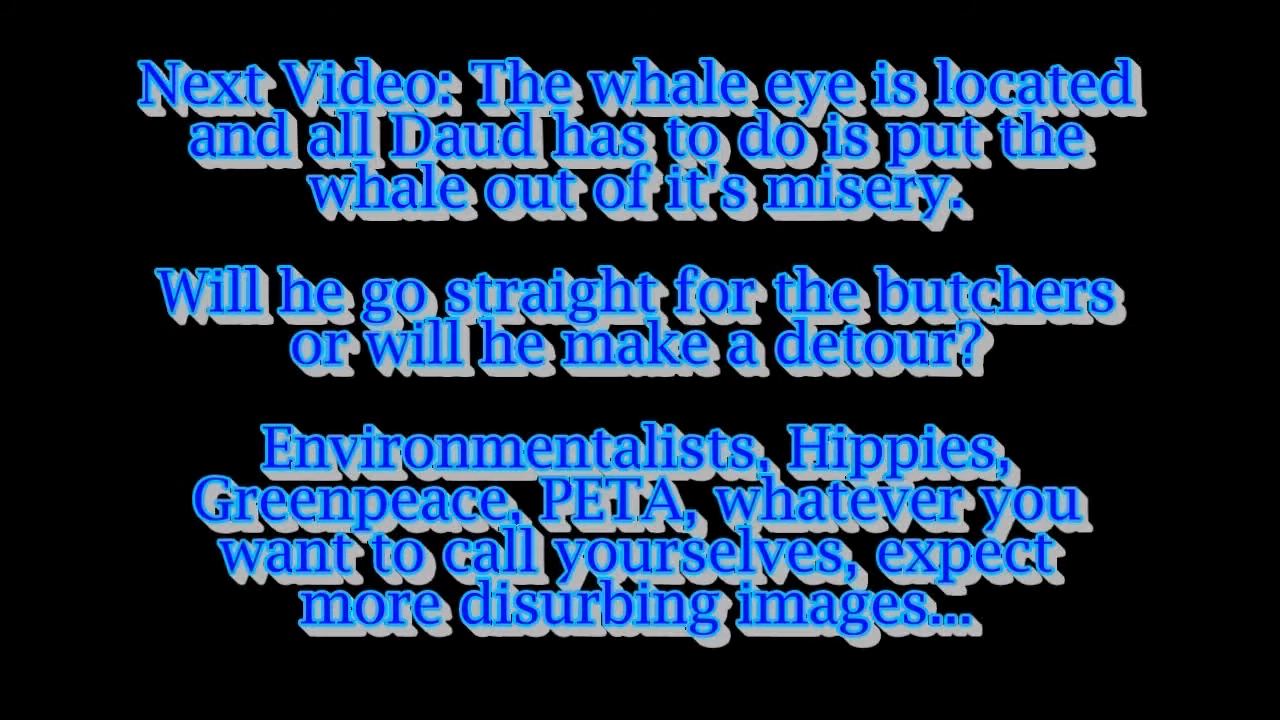 Next Video: The whale eye is located
and all Daud has to do is put the
whale out of it's misery.
Will he go straight for the butchers
or will he make a detour?
Environmentalists, Hippies,
Greenpeace, PETA, whatever you
want to call yourselves, expect
more disurbing images...